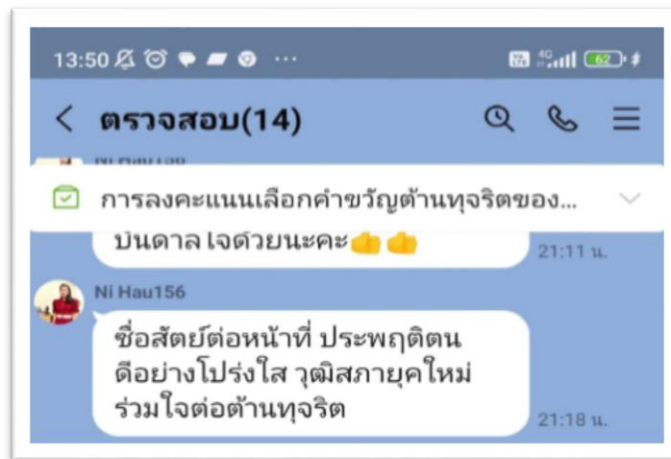 13:50
4G
62
ตรวจสอบ(14)
การลงคะแนนเลือกคำขวัญต้านทุจริตของ...
บันดาลใจด้วยนะคะ👍👍
21:11 น.
Ni Hau156
ซื่อสัตย์ต่อหน้าที่ ประพฤติตน
ดีอย่างโปร่งใส วุฒิสภายุคใหม่
ร่วมใจต่อต้านทุจริต
21:18 น.